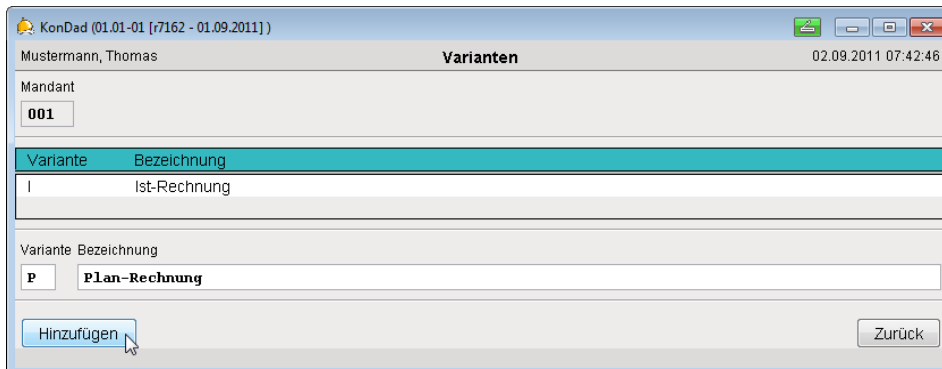 KonDad (01.01-01 [r7162 - 01.09.2011] )
Mustermann, Thomas Varianten 02.09.2011 07:42:46
Mandant
001
Variante Bezeichnung
I Ist-Rechnung
Variante Bezeichnung
P Plan-Rechnung
Hinzufügen Zurück